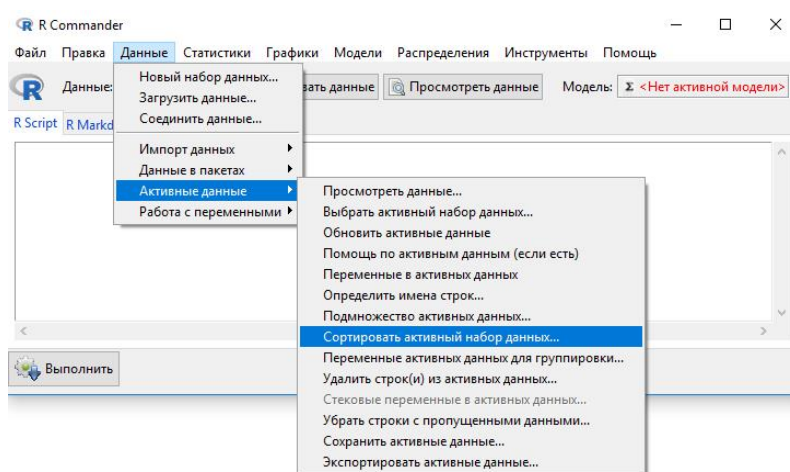 R Commander
Файл Правка Данные Статистики Графики Модели Распределения Инструменты Помощь
R Данные: вать данные Просмотреть данные Модель: Σ <Нет активной модели>
R Script R Markd
Новый набор данных...
Загрузить данные...
Соединить данные...
Импорт данных
Данные в пакетах
Активные данные
Работа с переменными
Просмотреть данные...
Выбрать активный набор данных...
Обновить активные данные
Помощь по активным данным (если есть)
Переменные в активных данных
Определить имена строк...
Подмножество активных данных...
Сортировать активный набор данных...
Переменные активных данных для группировки...
Удалить строк(и) из активных данных...
Стековые переменные в активных данных...
Убрать строки с пропущенными данными...
Сохранить активные данные...
Экспортировать активные данные...
Выполнить